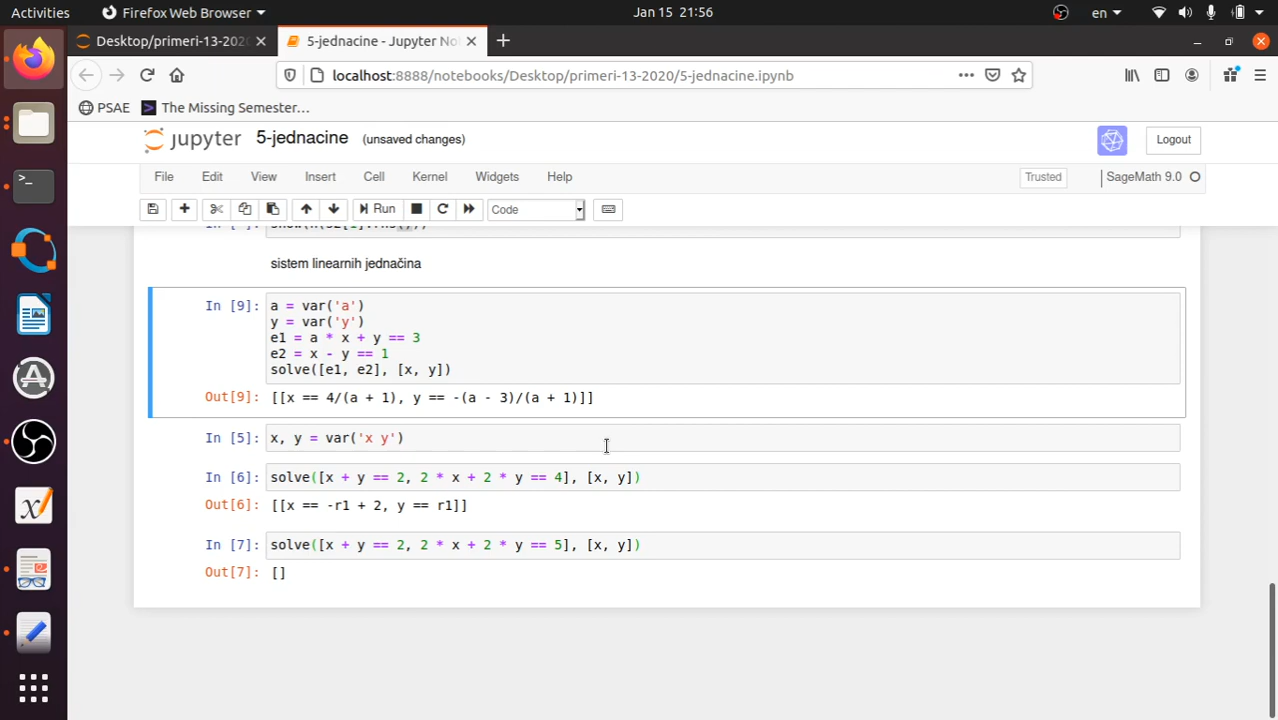 Activities Firefox Web Browser Jan 15 21:56 en
Desktop/primeri-13-202 5-jednacine - Jupyter No
localhost:8888/notebooks/Desktop/primeri-13-2020/5-jednacine.ipynb
PSAE The Missing Semester…
jupyter 5-jednacine (unsaved changes) Logout
File Edit View Insert Cell Kernel Widgets Help Trusted SageMath 9.0
Run Code
sistem linearnih jednačina
In [9]: a = var('a')
y = var('y')
e1 = a * x + y == 3
e2 = x - y == 1
solve([e1, e2], [x, y])
Out[9]: [[x == 4/(a + 1), y == -(a - 3)/(a + 1)]]
In [5]: x, y = var('x y')
In [6]: solve([x + y == 2, 2 * x + 2 * y == 4], [x, y])
Out[6]: [[x == -r1 + 2, y == r1]]
In [7]: solve([x + y == 2, 2 * x + 2 * y == 5], [x, y])
Out[7]: []